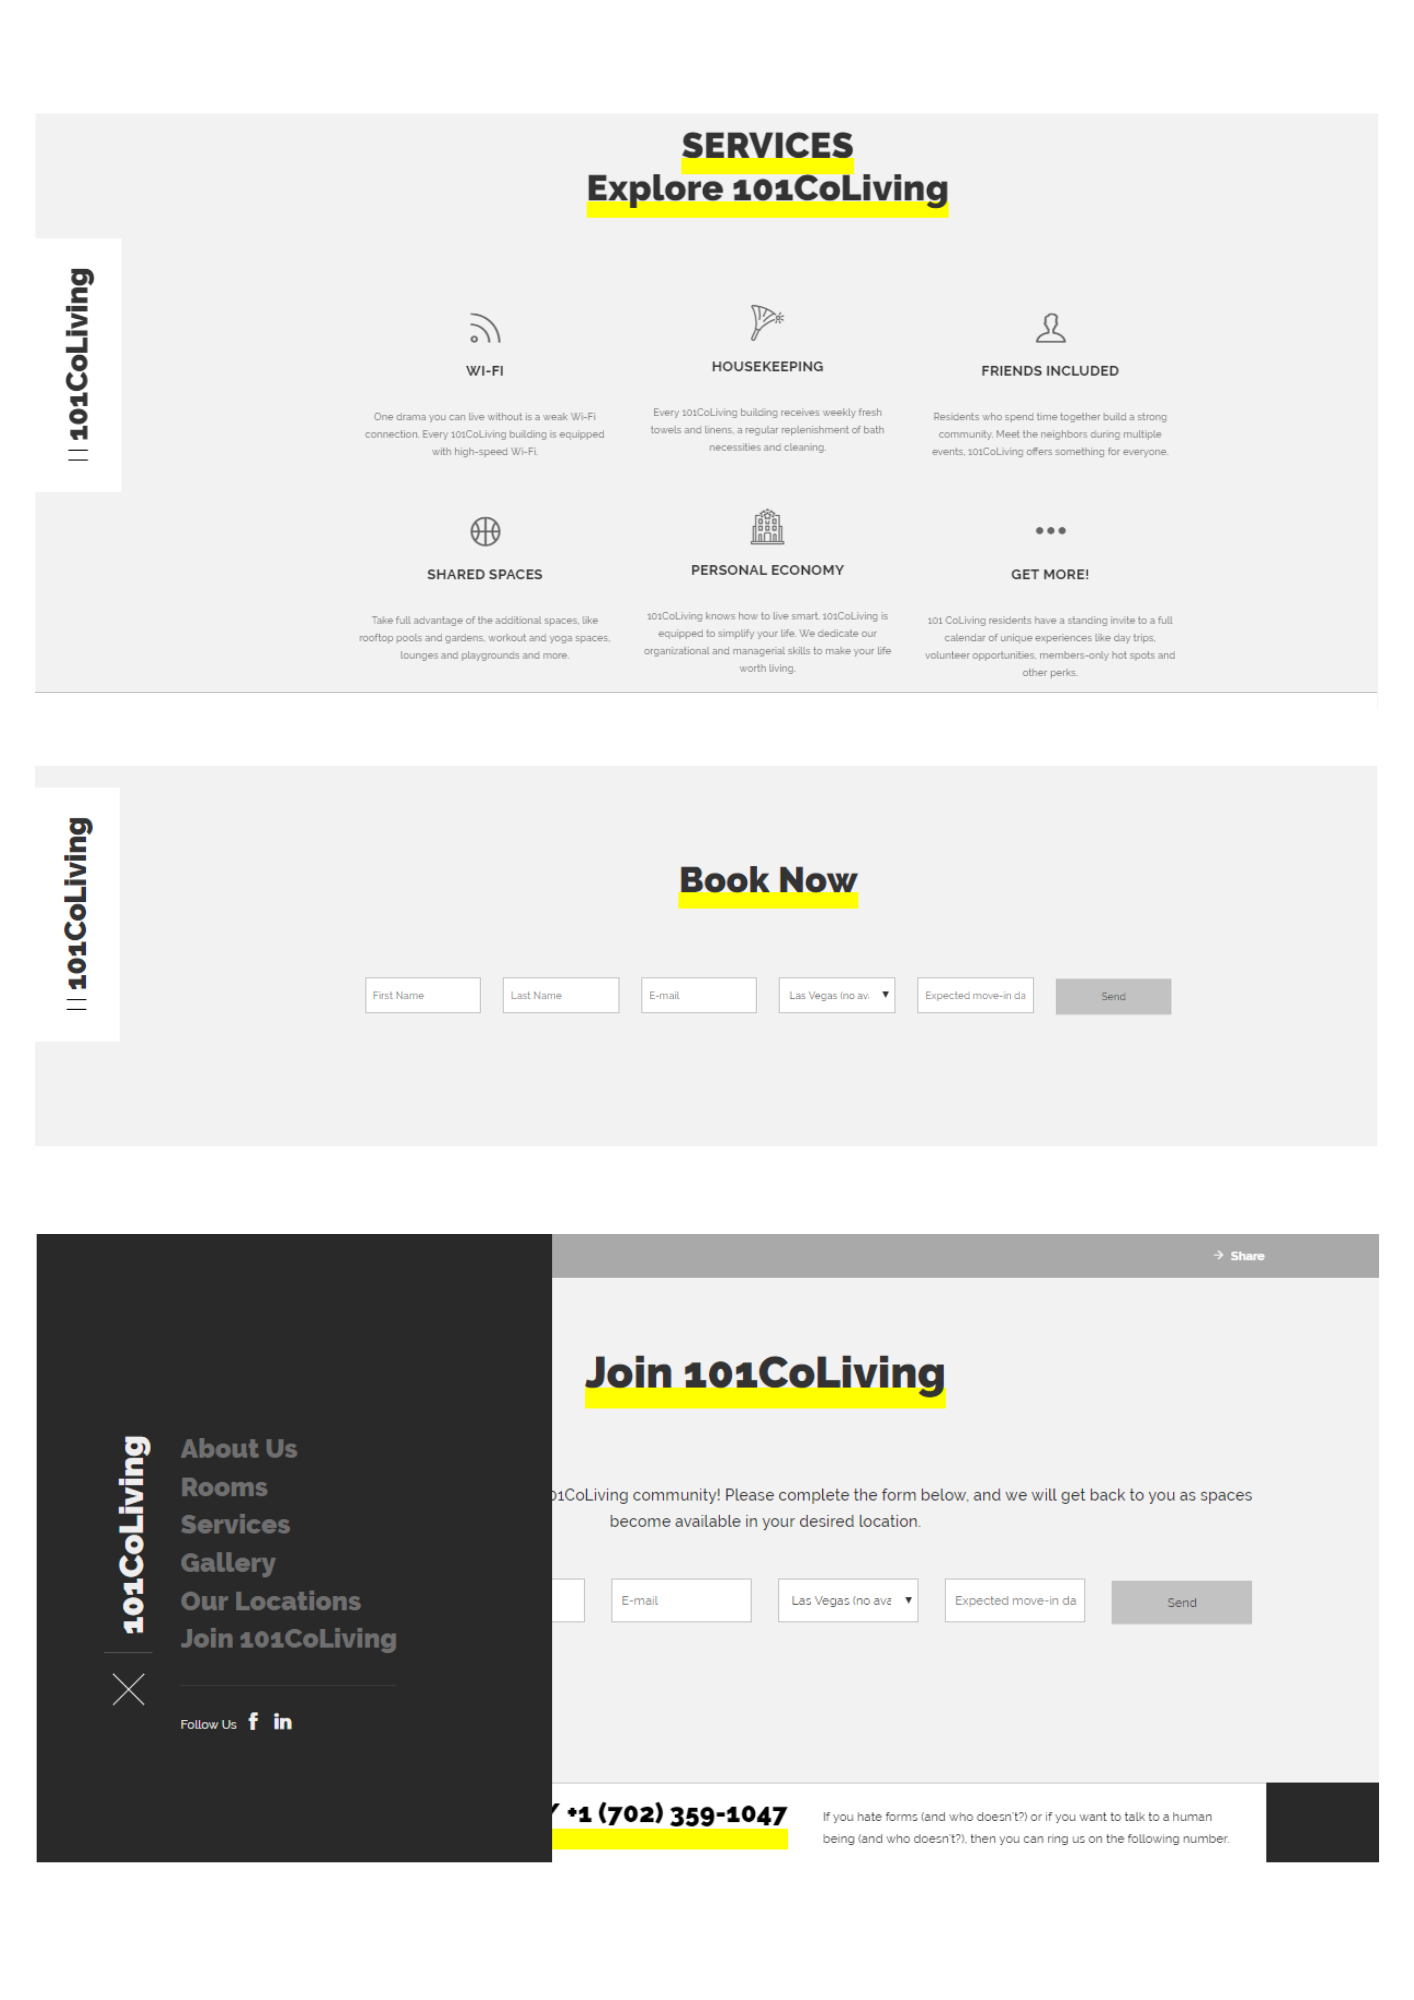 SERVICES
Explore 101CoLiving
101CoLiving
WI-FI
One drama you can live without is a weak Wi-Fi
connection. Every 101CoLiving building is equipped
with high-speed Wi-Fi.
HOUSEKEEPING
Every 101CoLiving building receives weekly fresh
towels and linens, a regular replenishment of bath
necessities and cleaning.
FRIENDS INCLUDED
Residents who spend time together build a strong
community. Meet the neighbors during multiple
events, 101CoLiving offers something for everyone.
SHARED SPACES
Take full advantage of the additional spaces, like
rooftop pools and gardens, workout and yoga spaces,
lounges and playgrounds and more.
PERSONAL ECONOMY
101CoLiving knows how to live smart. 101CoLiving is
equipped to simplify your life. We dedicate our
organizational and managerial skills to make your life
worth living.
GET MORE!
101 CoLiving residents have a standing invite to a full
calendar of unique experiences like day trips,
volunteer opportunities, members-only hot spots and
other perks.
101CoLiving
Book Now
First Name
Last Name
E-mail
Las Vegas (no av
Expected move-in da
Send
Share
101CoLiving
About Us
Rooms
Services
Gallery
Our Locations
Join 101CoLiving
Follow Us f in
Join 101CoLiving
01CoLiving community! Please complete the form below, and we will get back to you as spaces
become available in your desired location.
E-mail
Las Vegas (no ava
Expected move-in da
Send
+1 (702) 359-1047
If you hate forms (and who doesn't?) or if you want to talk to a human
being (and who doesn't?), then you can ring us on the following number.